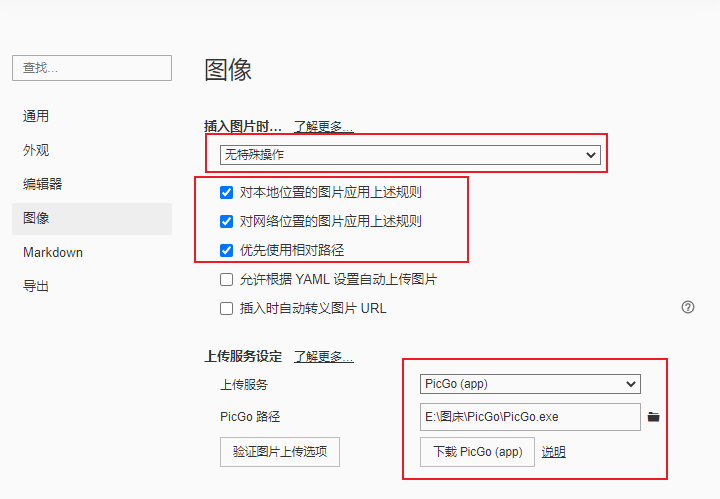 查找...
图像
通用
外观
编辑器
图像
Markdown
导出
插入图片时... 了解更多...
无特殊操作
对本地位置的图片应用上述规则
对网络位置的图片应用上述规则
优先使用相对路径
允许根据 YAML 设置自动上传图片
插入时自动转义图片 URL
上传服务设定 了解更多...
上传服务 PicGo (app)
PicGo 路径 E:\图床\PicGo\PicGo.exe
验证图片上传选项 下载 PicGo (app) 说明